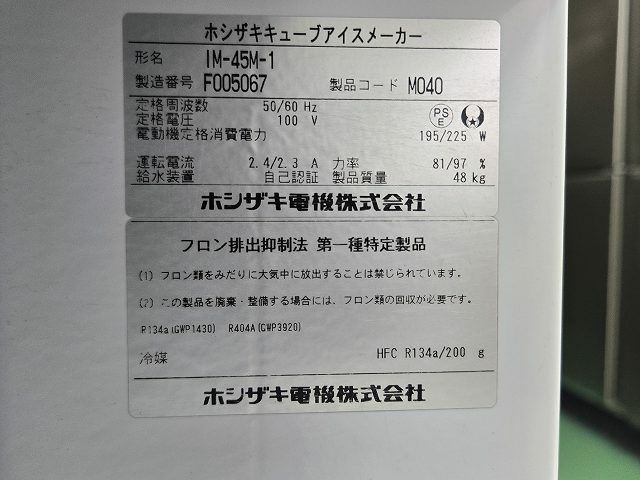 ホシザキキューブアイスメーカー
形名 IM-45M-1
製造番号 F005067 製品コード M040
定格周波数 50/60 Hz
定格電圧 100 V
PS E
電動機定格消費電力 195/225 W
運転電流 2.4/2.3 A 力率 81/97 %
給水装置 自己認証 製品質量 48 kg
ホシザキ電機株式会社
フロン排出抑制法 第一種特定製品
(1) フロン類をみだりに大気中に放出することは禁じられています。
(2) この製品を廃棄・整備する場合には、フロン類の回収が必要です。
R134a(GWP1430) R404A(GWP3920)
冷媒 HFC R134a/200 g
ホシザキ電機株式会社